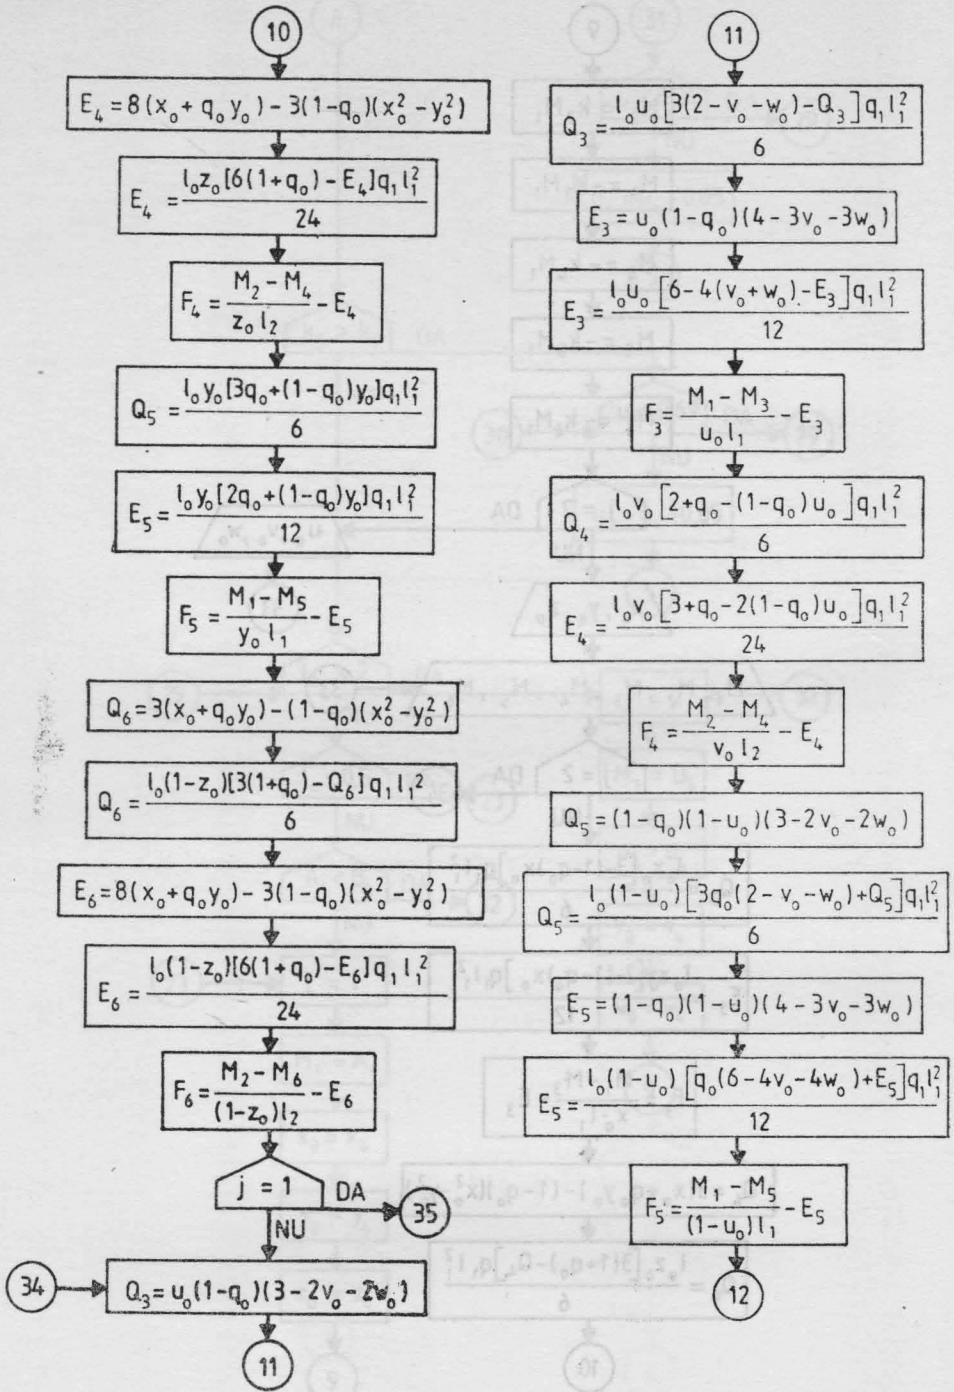 10
E₄ = 8(x₀ + q₀y₀) − 3(1−q₀)(x₀² − y₀²)
E₄ = l₀z₀[6(1+q₀) − E₄]q₁l₁² / 24
F₄ = (M₂ − M₄) / (z₀l₂) − E₄
Q₅ = l₀y₀[3q₀+(1−q₀)y₀]q₁l₁² / 6
E₅ = l₀y₀[2q₀+(1−q₀)y₀]q₁l₁² / 12
F₅ = (M₁ − M₅) / (y₀l₁) − E₅
Q₆ = 3(x₀+q₀y₀) − (1−q₀)(x₀²−y₀²)
Q₆ = l₀(1−z₀)[3(1+q₀) − Q₆]q₁l₁² / 6
E₆ = 8(x₀+q₀y₀) − 3(1−q₀)(x₀² − y₀²)
E₆ = l₀(1−z₀)[6(1+q₀) − E₆]q₁l₁² / 24
F₆ = (M₂ − M₆) / ((1−z₀)l₂) − E₆
j = 1
DA
35
NU
34
Q₃ = u₀(1−q₀)(3 − 2v₀ − 2w₀)
11
11
Q₃ = l₀u₀[3(2 − v₀ − w₀) − Q₃]q₁l₁² / 6
E₃ = u₀(1−q₀)(4 − 3v₀ − 3w₀)
E₃ = l₀u₀[6 − 4(v₀+w₀) − E₃]q₁l₁² / 12
F₃ = (M₁ − M₃) / (u₀l₁) − E₃
Q₄ = l₀v₀[2+q₀ − (1−q₀)u₀]q₁l₁² / 6
E₄ = l₀v₀[3+q₀ − 2(1−q₀)u₀]q₁l₁² / 24
F₄ = (M₂ − M₄) / (v₀l₂) − E₄
Q₅ = (1−q₀)(1−u₀)(3 − 2v₀ − 2w₀)
Q₅ = l₀(1−u₀)[3q₀(2 − v₀ − w₀)+Q₅]q₁l₁² / 6
E₅ = (1−q₀)(1−u₀)(4 − 3v₀ − 3w₀)
E₅ = l₀(1−u₀)[q₀(6 − 4v₀ − 4w₀)+E₅]q₁l₁² / 12
F₅ = (M₁ − M₅) / ((1−u₀)l₁) − E₅
12